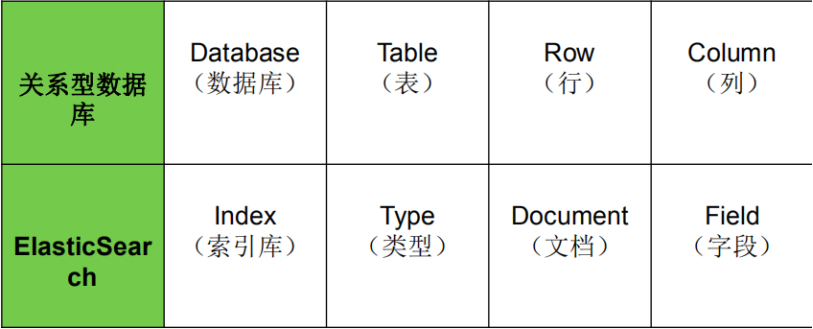 关系型数据
库
Database
（数据库）
Table
（表）
Row
（行）
Column
（列）
ElasticSear
ch
Index
（索引库）
Type
（类型）
Document
（文档）
Field
（字段）